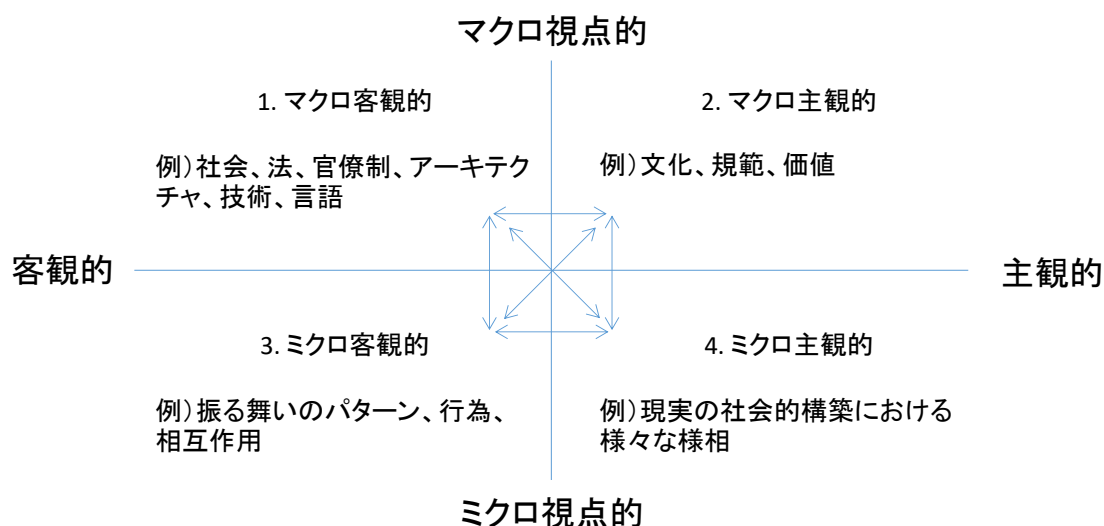 マクロ視点的
1. マクロ客観的
2. マクロ主観的
例)社会、法、官僚制、アーキテク
チャ、技術、言語
例)文化、規範、価値
客観的
主観的
3. ミクロ客観的
4. ミクロ主観的
例)振る舞いのパターン、行為、
相互作用
例)現実の社会的構築における
様々な様相
ミクロ視点的